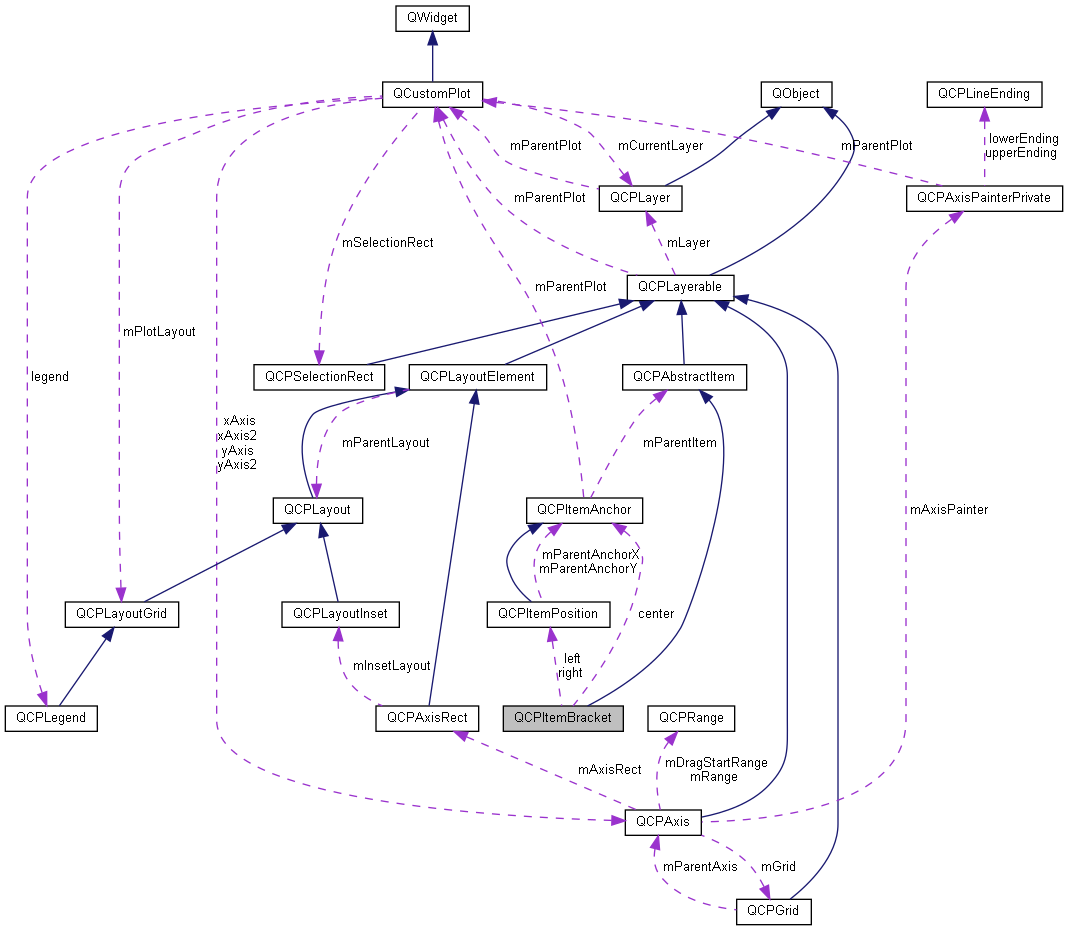 QWidget
QCustomPlot
QObject
QCPLineEnding
mParentPlot
mCurrentLayer
mParentPlot
lowerEnding
upperEnding
mParentPlot
QCPLayer
QCPAxisPainterPrivate
mSelectionRect
mLayer
mParentPlot
QCPLayerable
mPlotLayout
legend
QCPSelectionRect
QCPLayoutElement
QCPAbstractItem
xAxis
xAxis2
yAxis
yAxis2
mParentLayout
mParentItem
QCPLayout
QCPItemAnchor
mAxisPainter
mParentAnchorX
mParentAnchorY
QCPLayoutGrid
QCPLayoutInset
QCPItemPosition
center
mInsetLayout
left
right
QCPLegend
QCPAxisRect
QCPItemBracket
QCPRange
mAxisRect
mDragStartRange
mRange
QCPAxis
mParentAxis
mGrid
QCPGrid